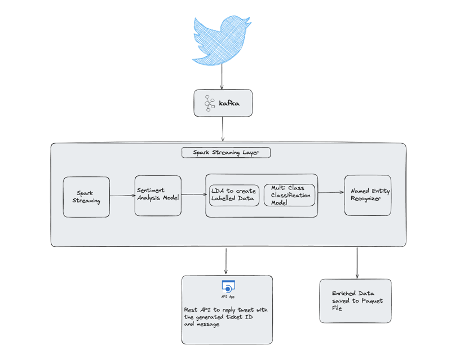 kafka
Spark Streaming Layer
Spark
Streaming
Sentiment
Analysis Model
LDA to create
Labelled Data
Multi Class
Classification
Model
Named Entity
Recognizer
API App
Rest API to reply tweet with
the generated ticket ID
and message
Enriched Data
saved to Paquet
File